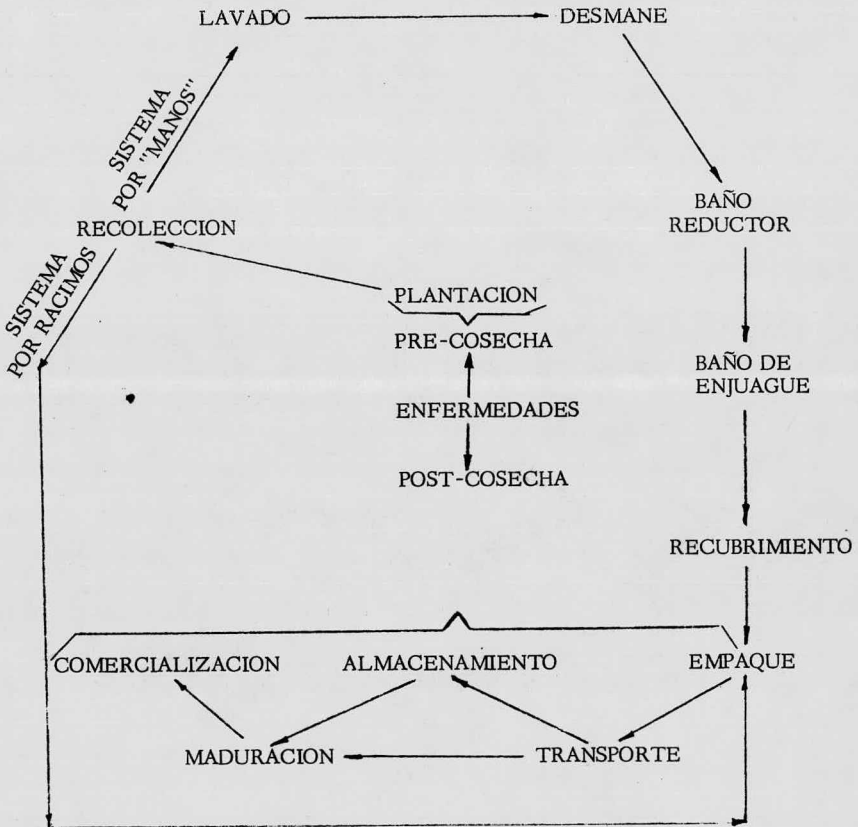 LAVADO
DESMANE
SISTEMA
POR "MANOS"
BAÑO
REDUCTOR
RECOLECCION
SISTEMA
POR RACIMOS
PLANTACION
PRE-COSECHA
BAÑO DE
ENJUAGUE
ENFERMEDADES
POST-COSECHA
RECUBRIMIENTO
COMERCIALIZACION
ALMACENAMIENTO
EMPAQUE
MADURACION
TRANSPORTE